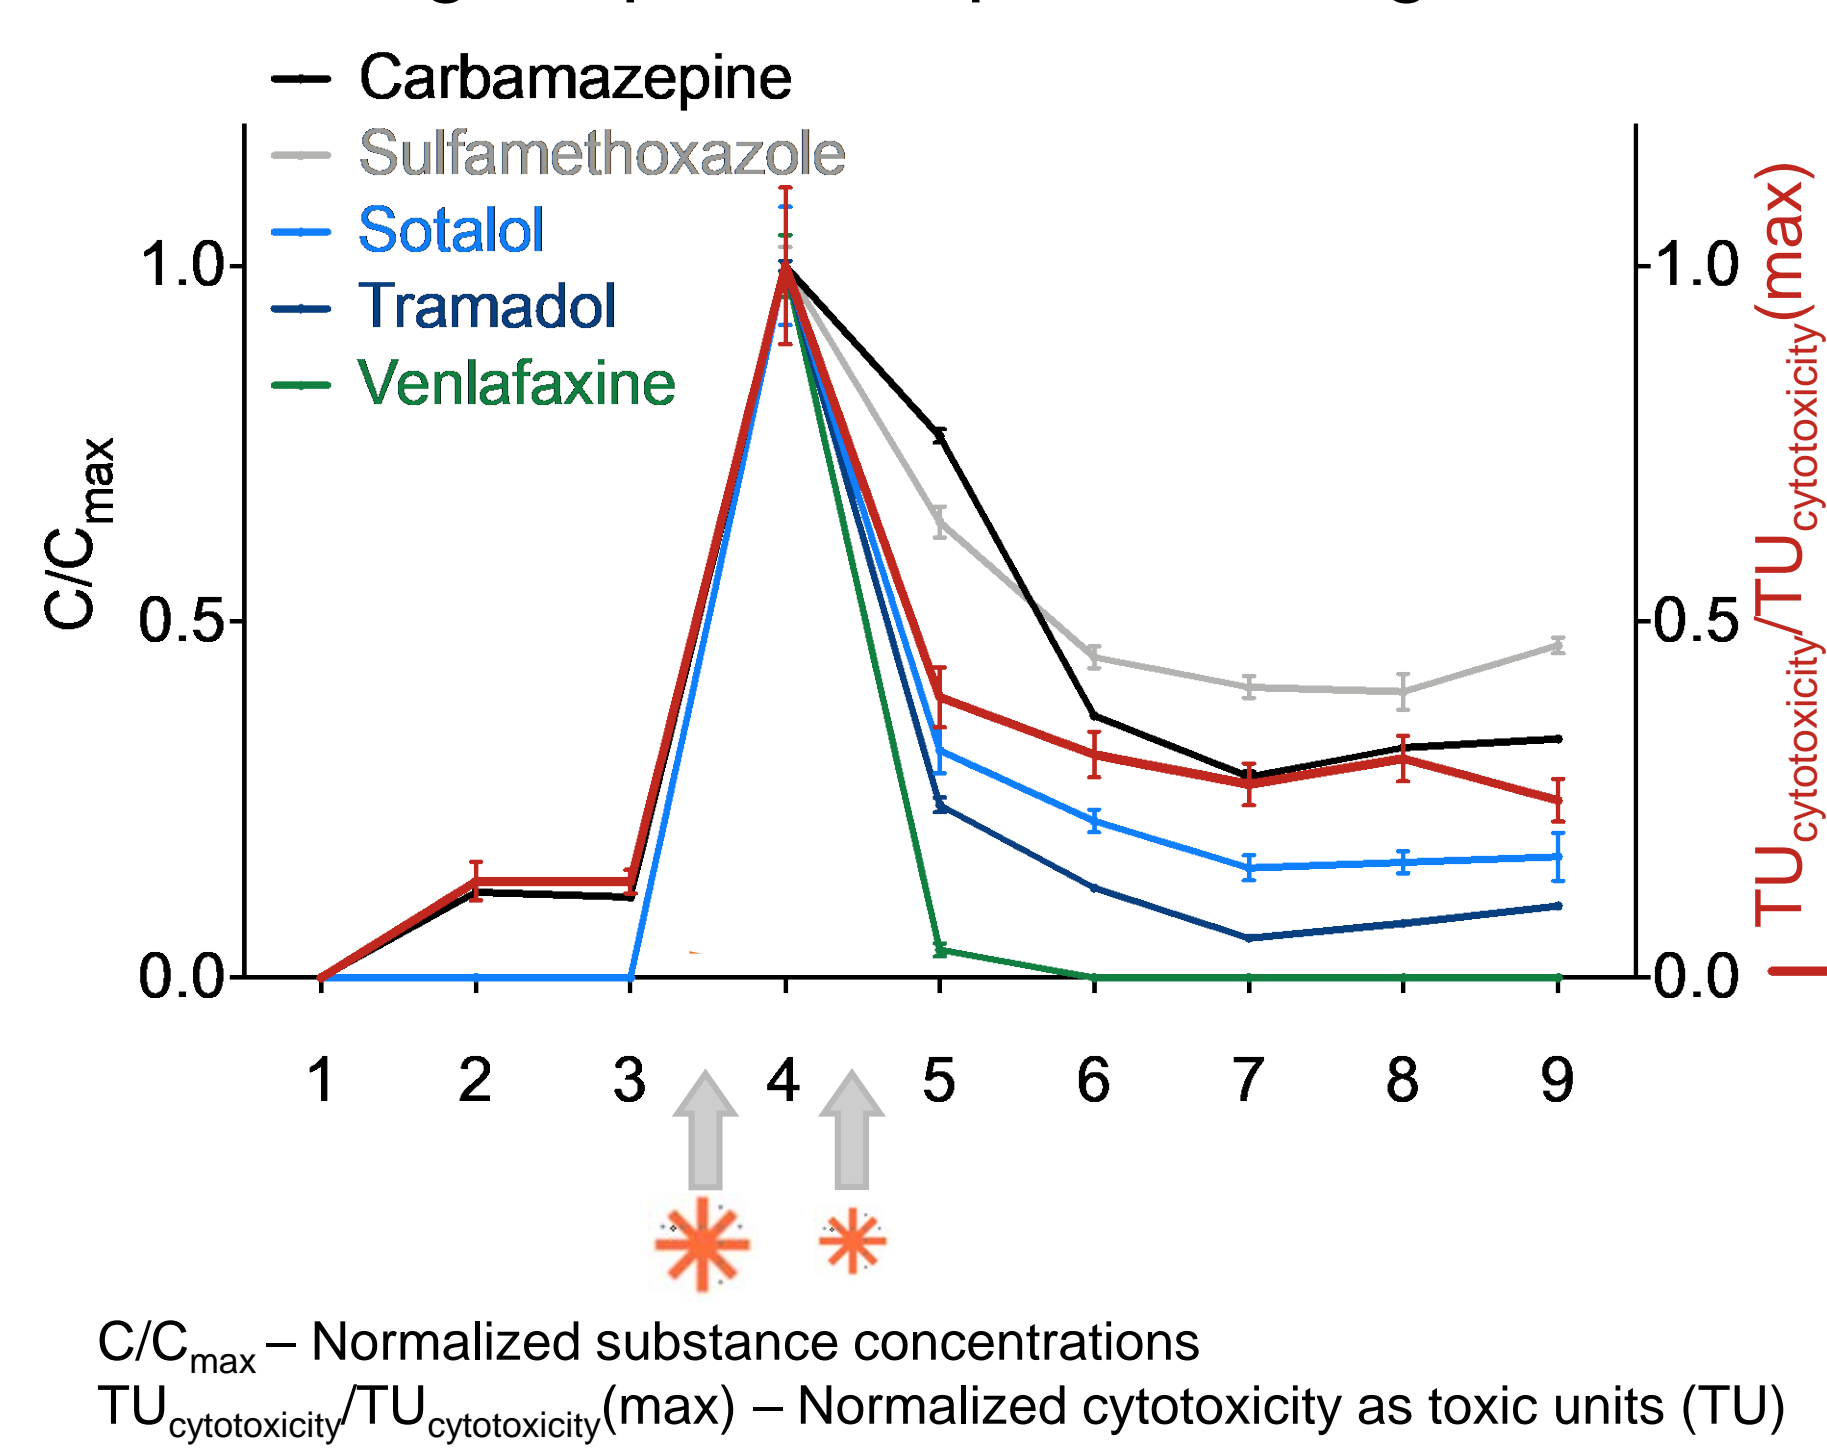 Carbamazepine
Sulfamethoxazole
Sotalol
Tramadol
Venlafaxine
1.0
0.5
0.0
C/Cmax
1.0
0.5
0.0
TUcytotoxicity/TUcytotoxicity(max)
1 2 3 4 5 6 7 8 9
C/Cmax – Normalized substance concentrations
TUcytotoxicity/TUcytotoxicity(max) – Normalized cytotoxicity as toxic units (TU)